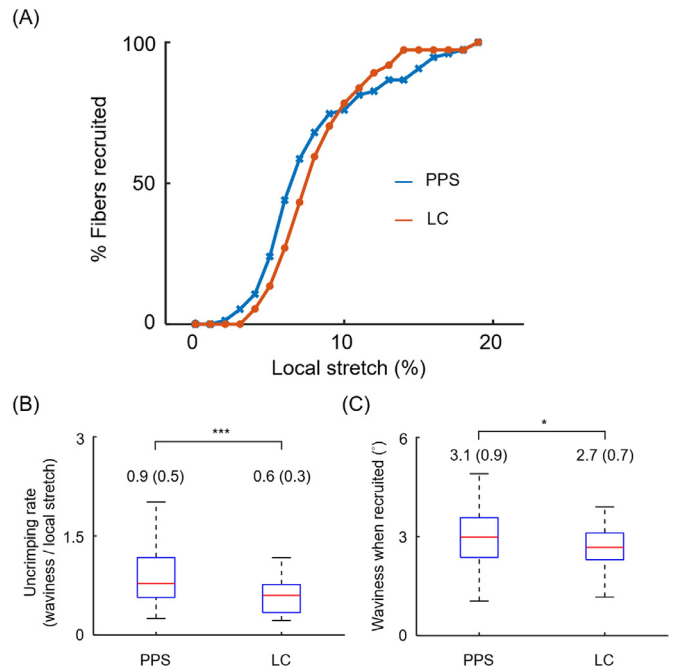 (A)
100
50
0
% Fibers recruited
PPS
LC
0 10 20
Local stretch (%)
(B)
3
1.5
0
Uncrimping rate
(waviness / local stretch)
***
0.9 (0.5) 0.6 (0.3)
PPS LC
(C)
6
3
0
Waviness when recruited (°)
*
3.1 (0.9) 2.7 (0.7)
PPS LC